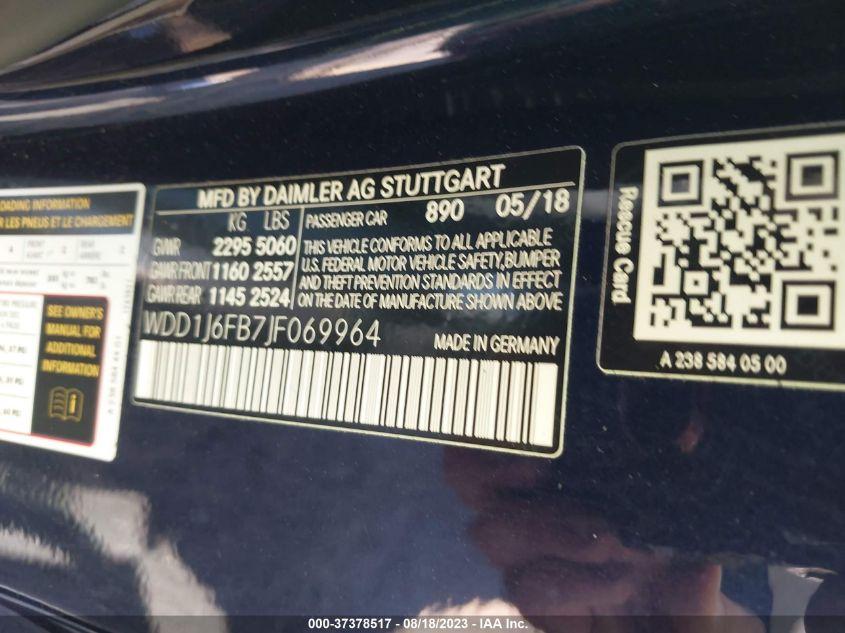 LOADING INFORMATION
LES PNEUS ET LE CHARGEMENT
SEE OWNER'S
MANUAL FOR
ADDITIONAL
INFORMATION
MFD BY DAIMLER AG STUTTGART
KG LBS
GVWR 2295 5060
GAWR FRONT 1160 2557
GAWR REAR 1145 2524
PASSENGER CAR 890 05/18
THIS VEHICLE CONFORMS TO ALL APPLICABLE
U.S. FEDERAL MOTOR VEHICLE SAFETY,BUMPER
AND THEFT PREVENTION STANDARDS IN EFFECT
ON THE DATE OF MANUFACTURE SHOWN ABOVE
WDD1J6FB7JF069964
MADE IN GERMANY
Rescue Card
A 238 584 05 00
000-37378517 - 08/18/2023 - IAA Inc.